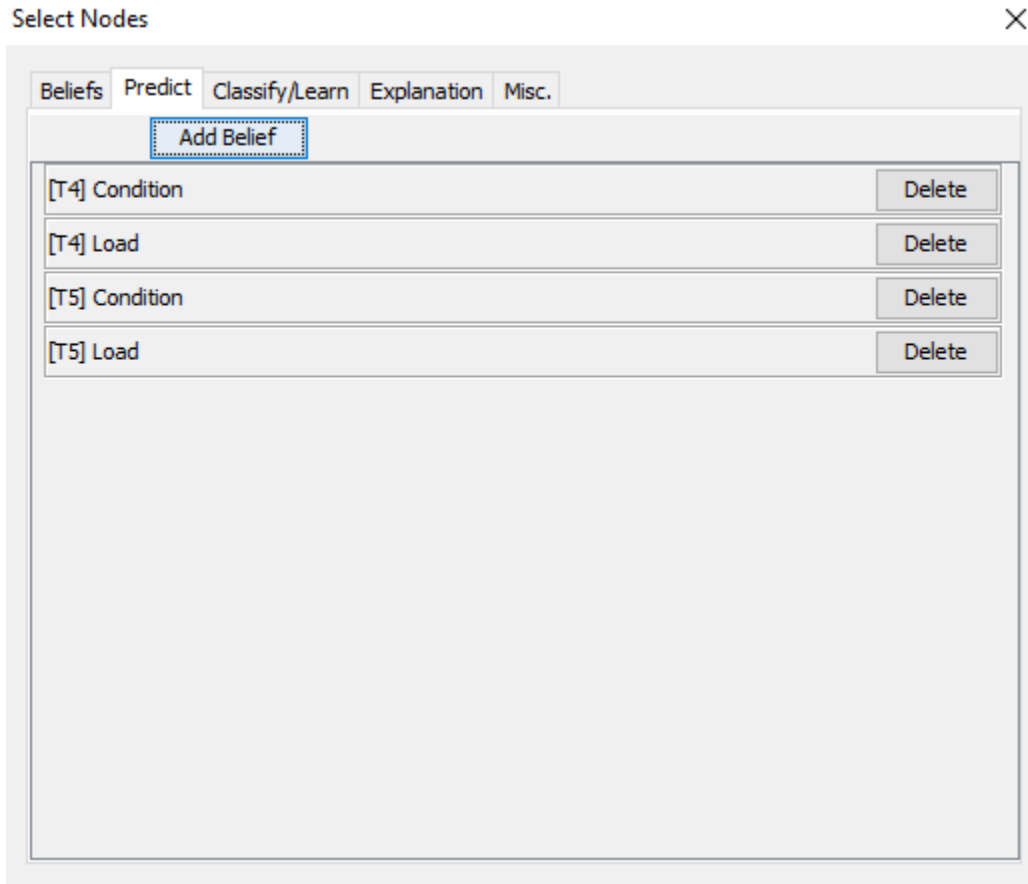 Select Nodes
Beliefs Predict Classify/Learn Explanation Misc.
Add Belief
[T4] Condition Delete
[T4] Load Delete
[T5] Condition Delete
[T5] Load Delete